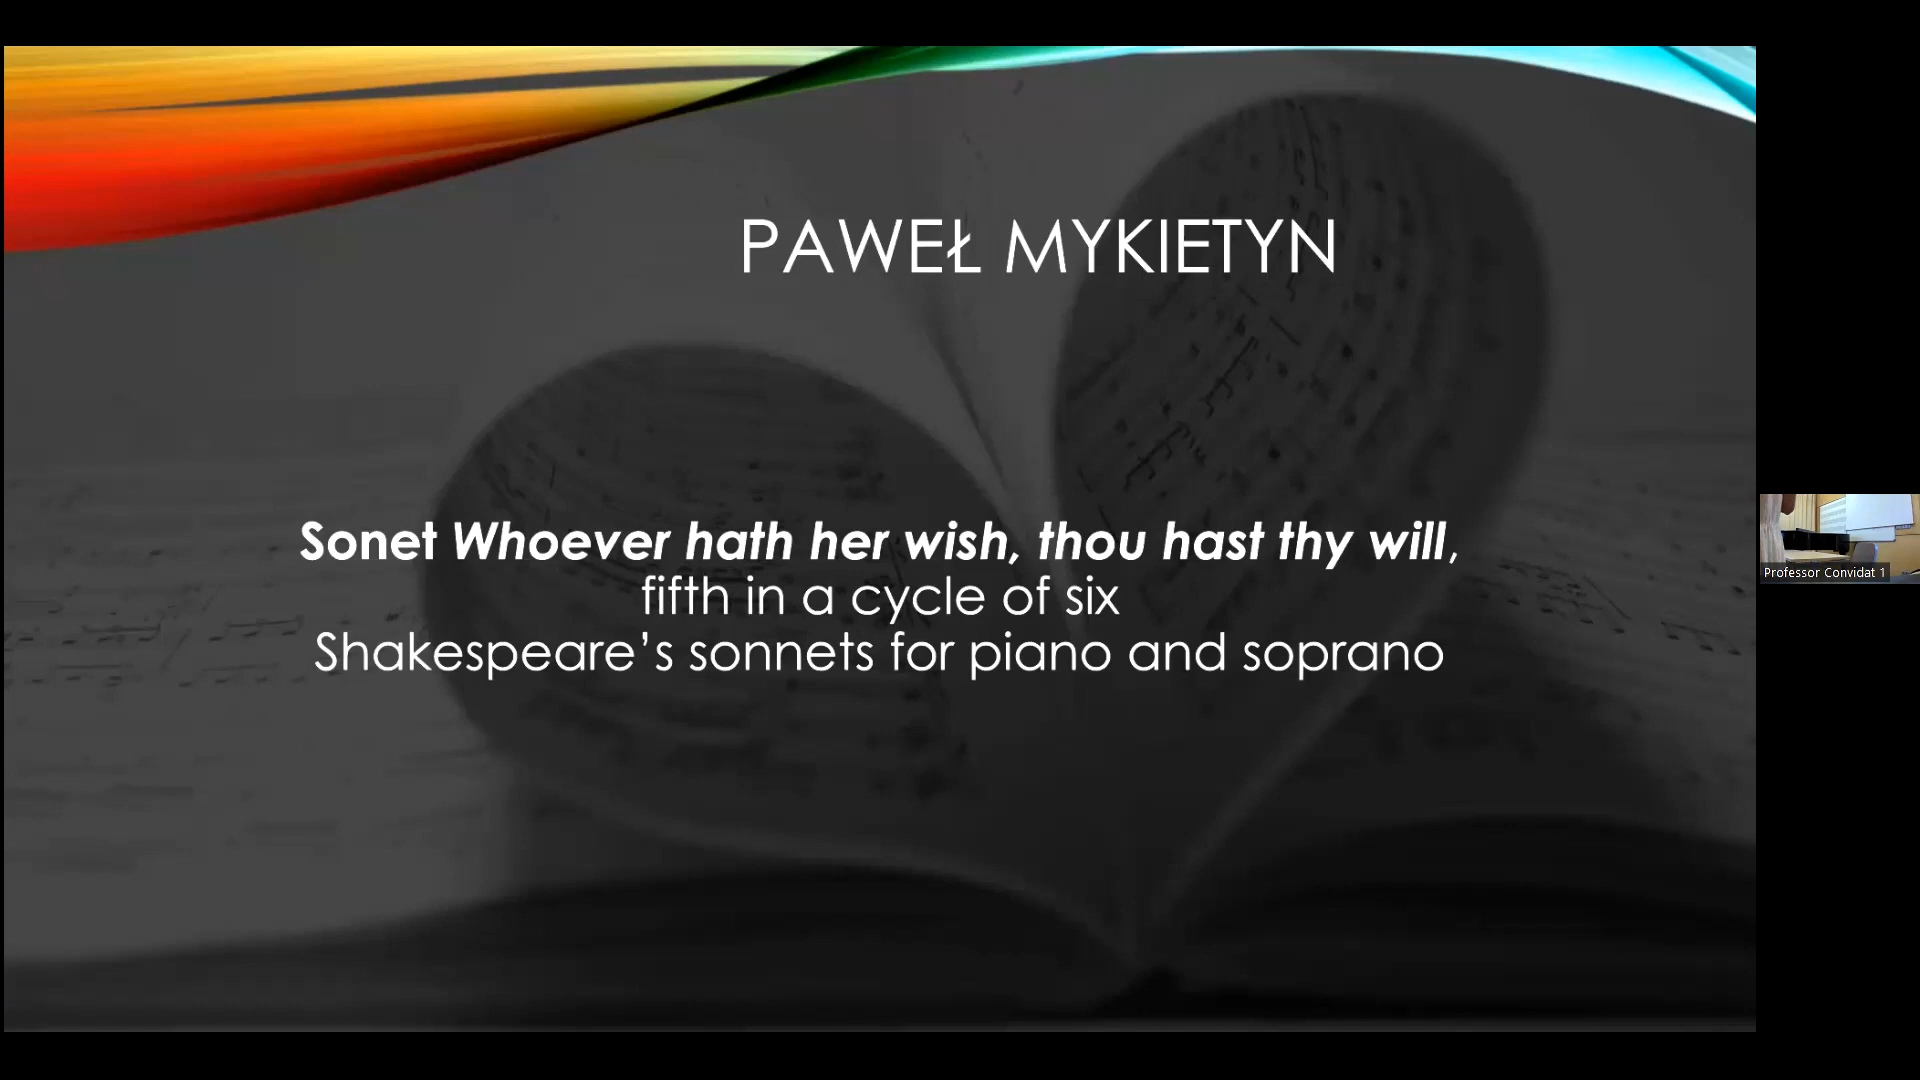 PAWEŁ MYKIETYN
Sonet Whoever hath her wish, thou hast thy will,
fifth in a cycle of six
Shakespeare’s sonnets for piano and soprano
Professor Convidat 1